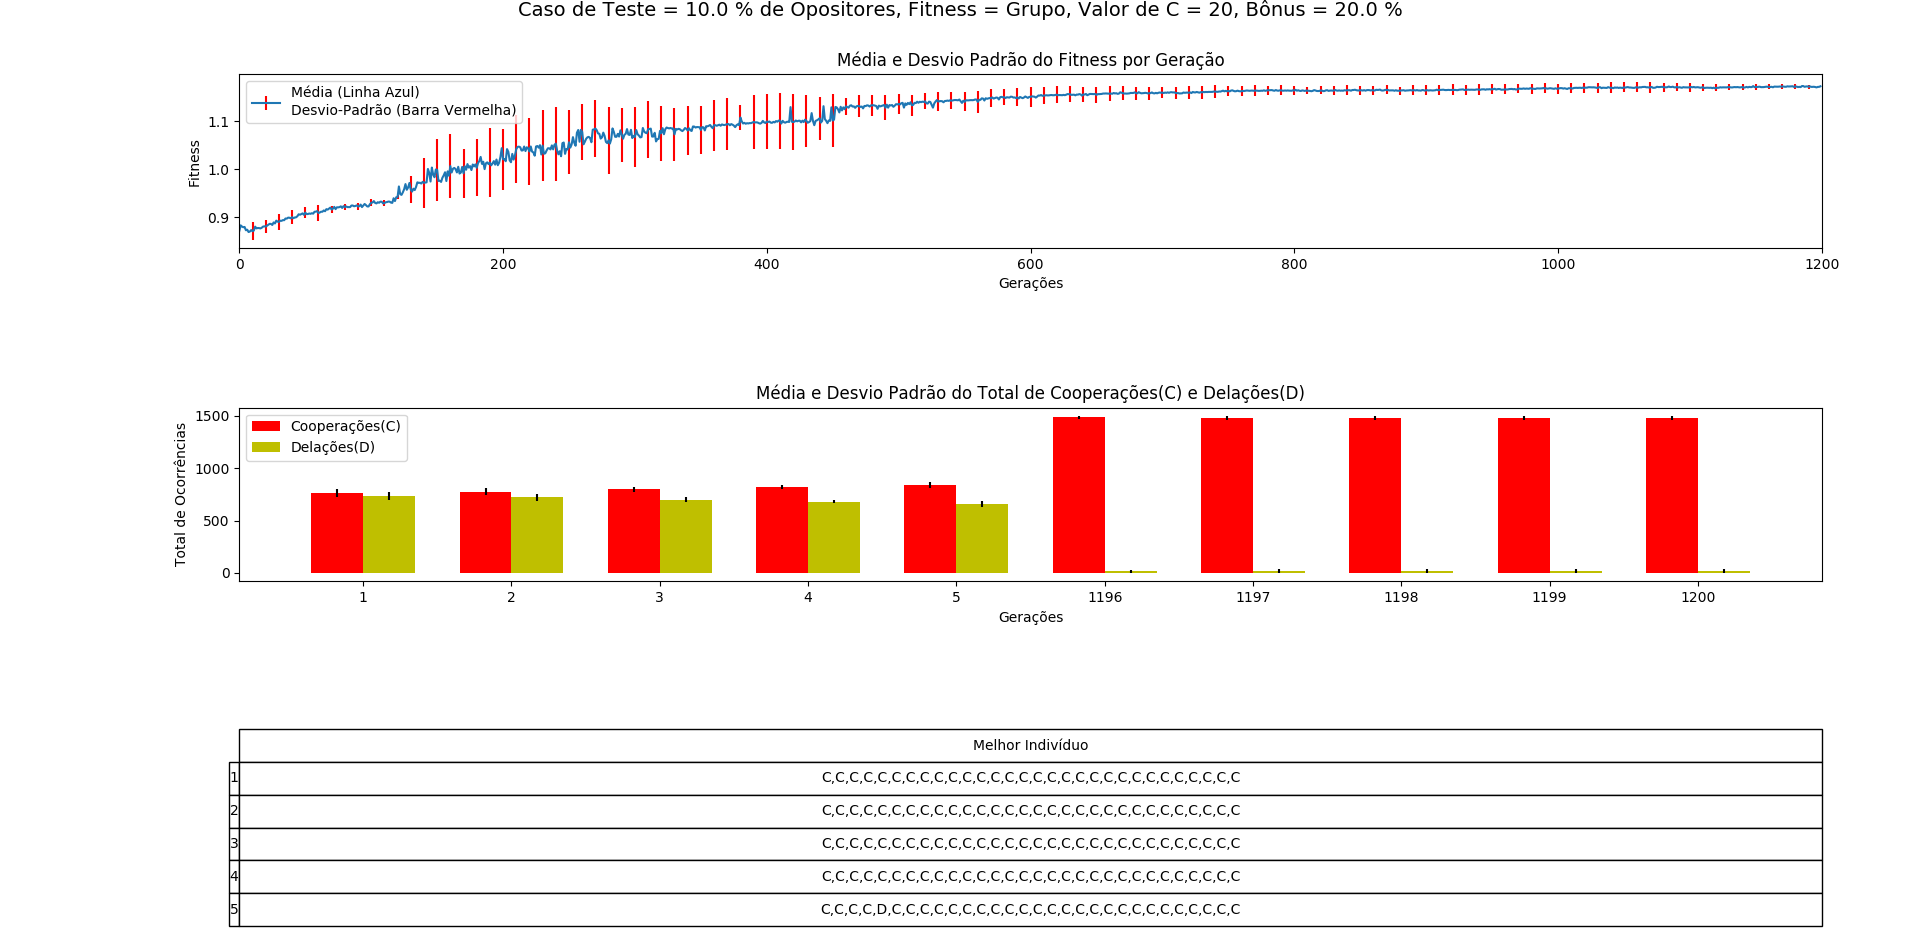 Caso de Teste = 10.0 % de Opositores, Fitness = Grupo, Valor de C = 20, Bônus = 20.0 %
Média e Desvio Padrão do Fitness por Geração
Média (Linha Azul)
Desvio-Padrão (Barra Vermelha)
Fitness
1.1
1.0
0.9
0 200 400 600 800 1000 1200
Gerações
Média e Desvio Padrão do Total de Cooperações(C) e Delações(D)
Cooperações(C)
Delações(D)
Total de Ocorrências
1500
1000
500
0
1 2 3 4 5 1196 1197 1198 1199 1200
Gerações
Melhor Indivíduo
1 C,C,C,C,C,C,C,C,C,C,C,C,C,C,C,C,C,C,C,C,C,C,C,C,C,C,C,C,C,C
2 C,C,C,C,C,C,C,C,C,C,C,C,C,C,C,C,C,C,C,C,C,C,C,C,C,C,C,C,C,C
3 C,C,C,C,C,C,C,C,C,C,C,C,C,C,C,C,C,C,C,C,C,C,C,C,C,C,C,C,C,C
4 C,C,C,C,C,C,C,C,C,C,C,C,C,C,C,C,C,C,C,C,C,C,C,C,C,C,C,C,C,C
5 C,C,C,C,D,C,C,C,C,C,C,C,C,C,C,C,C,C,C,C,C,C,C,C,C,C,C,C,C,C